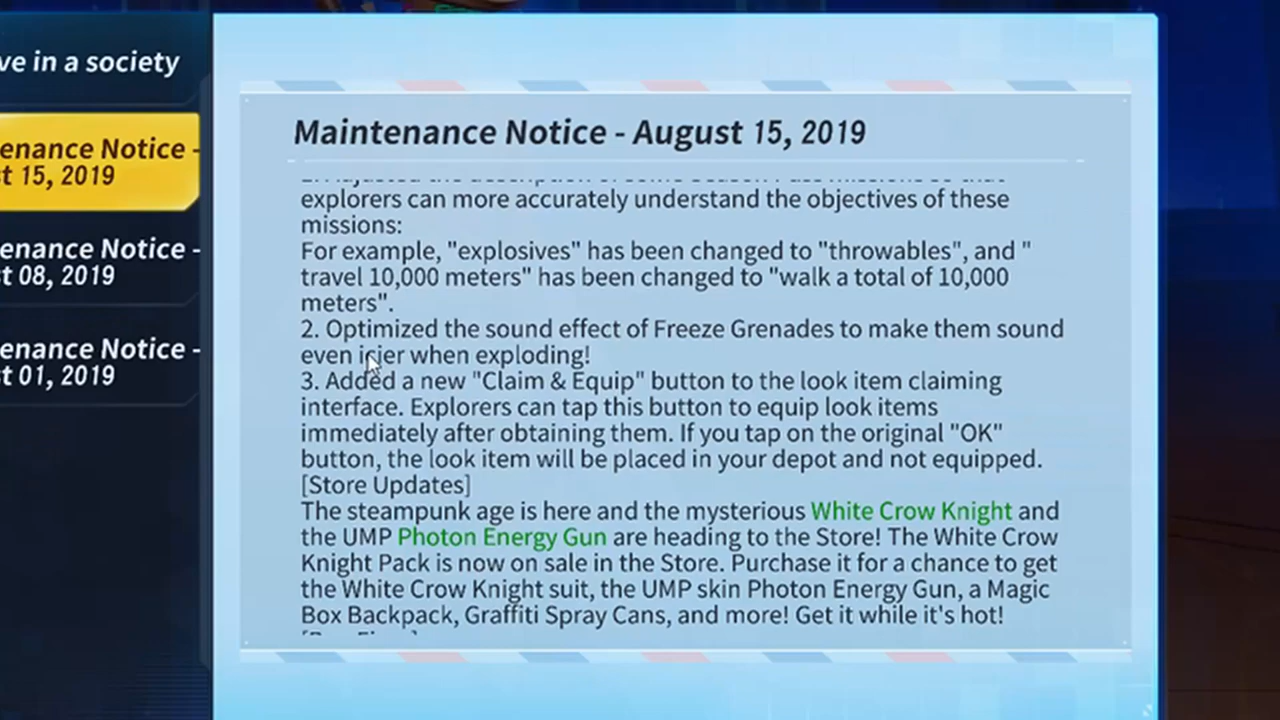 ve in a society
enance Notice -
t 15, 2019
tenance Notice -
st 08, 2019
tenance Notice -
st 01, 2019
Maintenance Notice - August 15, 2019
explorers can more accurately understand the objectives of these
missions:
For example, "explosives" has been changed to "throwables", and "
travel 10,000 meters" has been changed to "walk a total of 10,000
meters".
2. Optimized the sound effect of Freeze Grenades to make them sound
even icier when exploding!
3. Added a new "Claim & Equip" button to the look item claiming
interface. Explorers can tap this button to equip look items
immediately after obtaining them. If you tap on the original "OK"
button, the look item will be placed in your depot and not equipped.
[Store Updates]
The steampunk age is here and the mysterious White Crow Knight and
the UMP Photon Energy Gun are heading to the Store! The White Crow
Knight Pack is now on sale in the Store. Purchase it for a chance to get
the White Crow Knight suit, the UMP skin Photon Energy Gun, a Magic
Box Backpack, Graffiti Spray Cans, and more! Get it while it's hot!